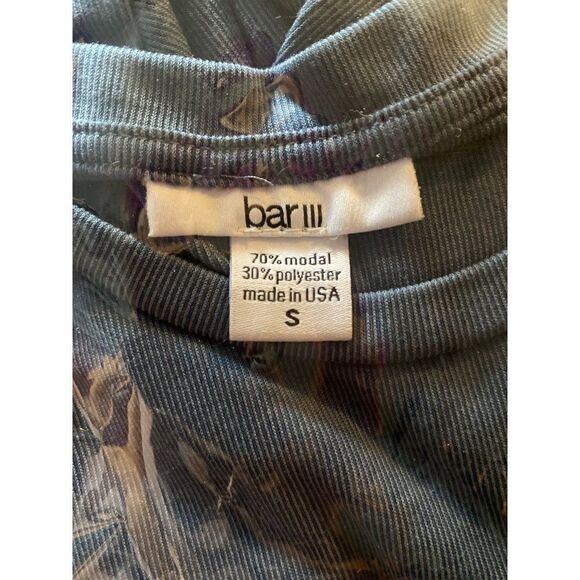 bar III
70% modal
30% polyester
made in USA
S